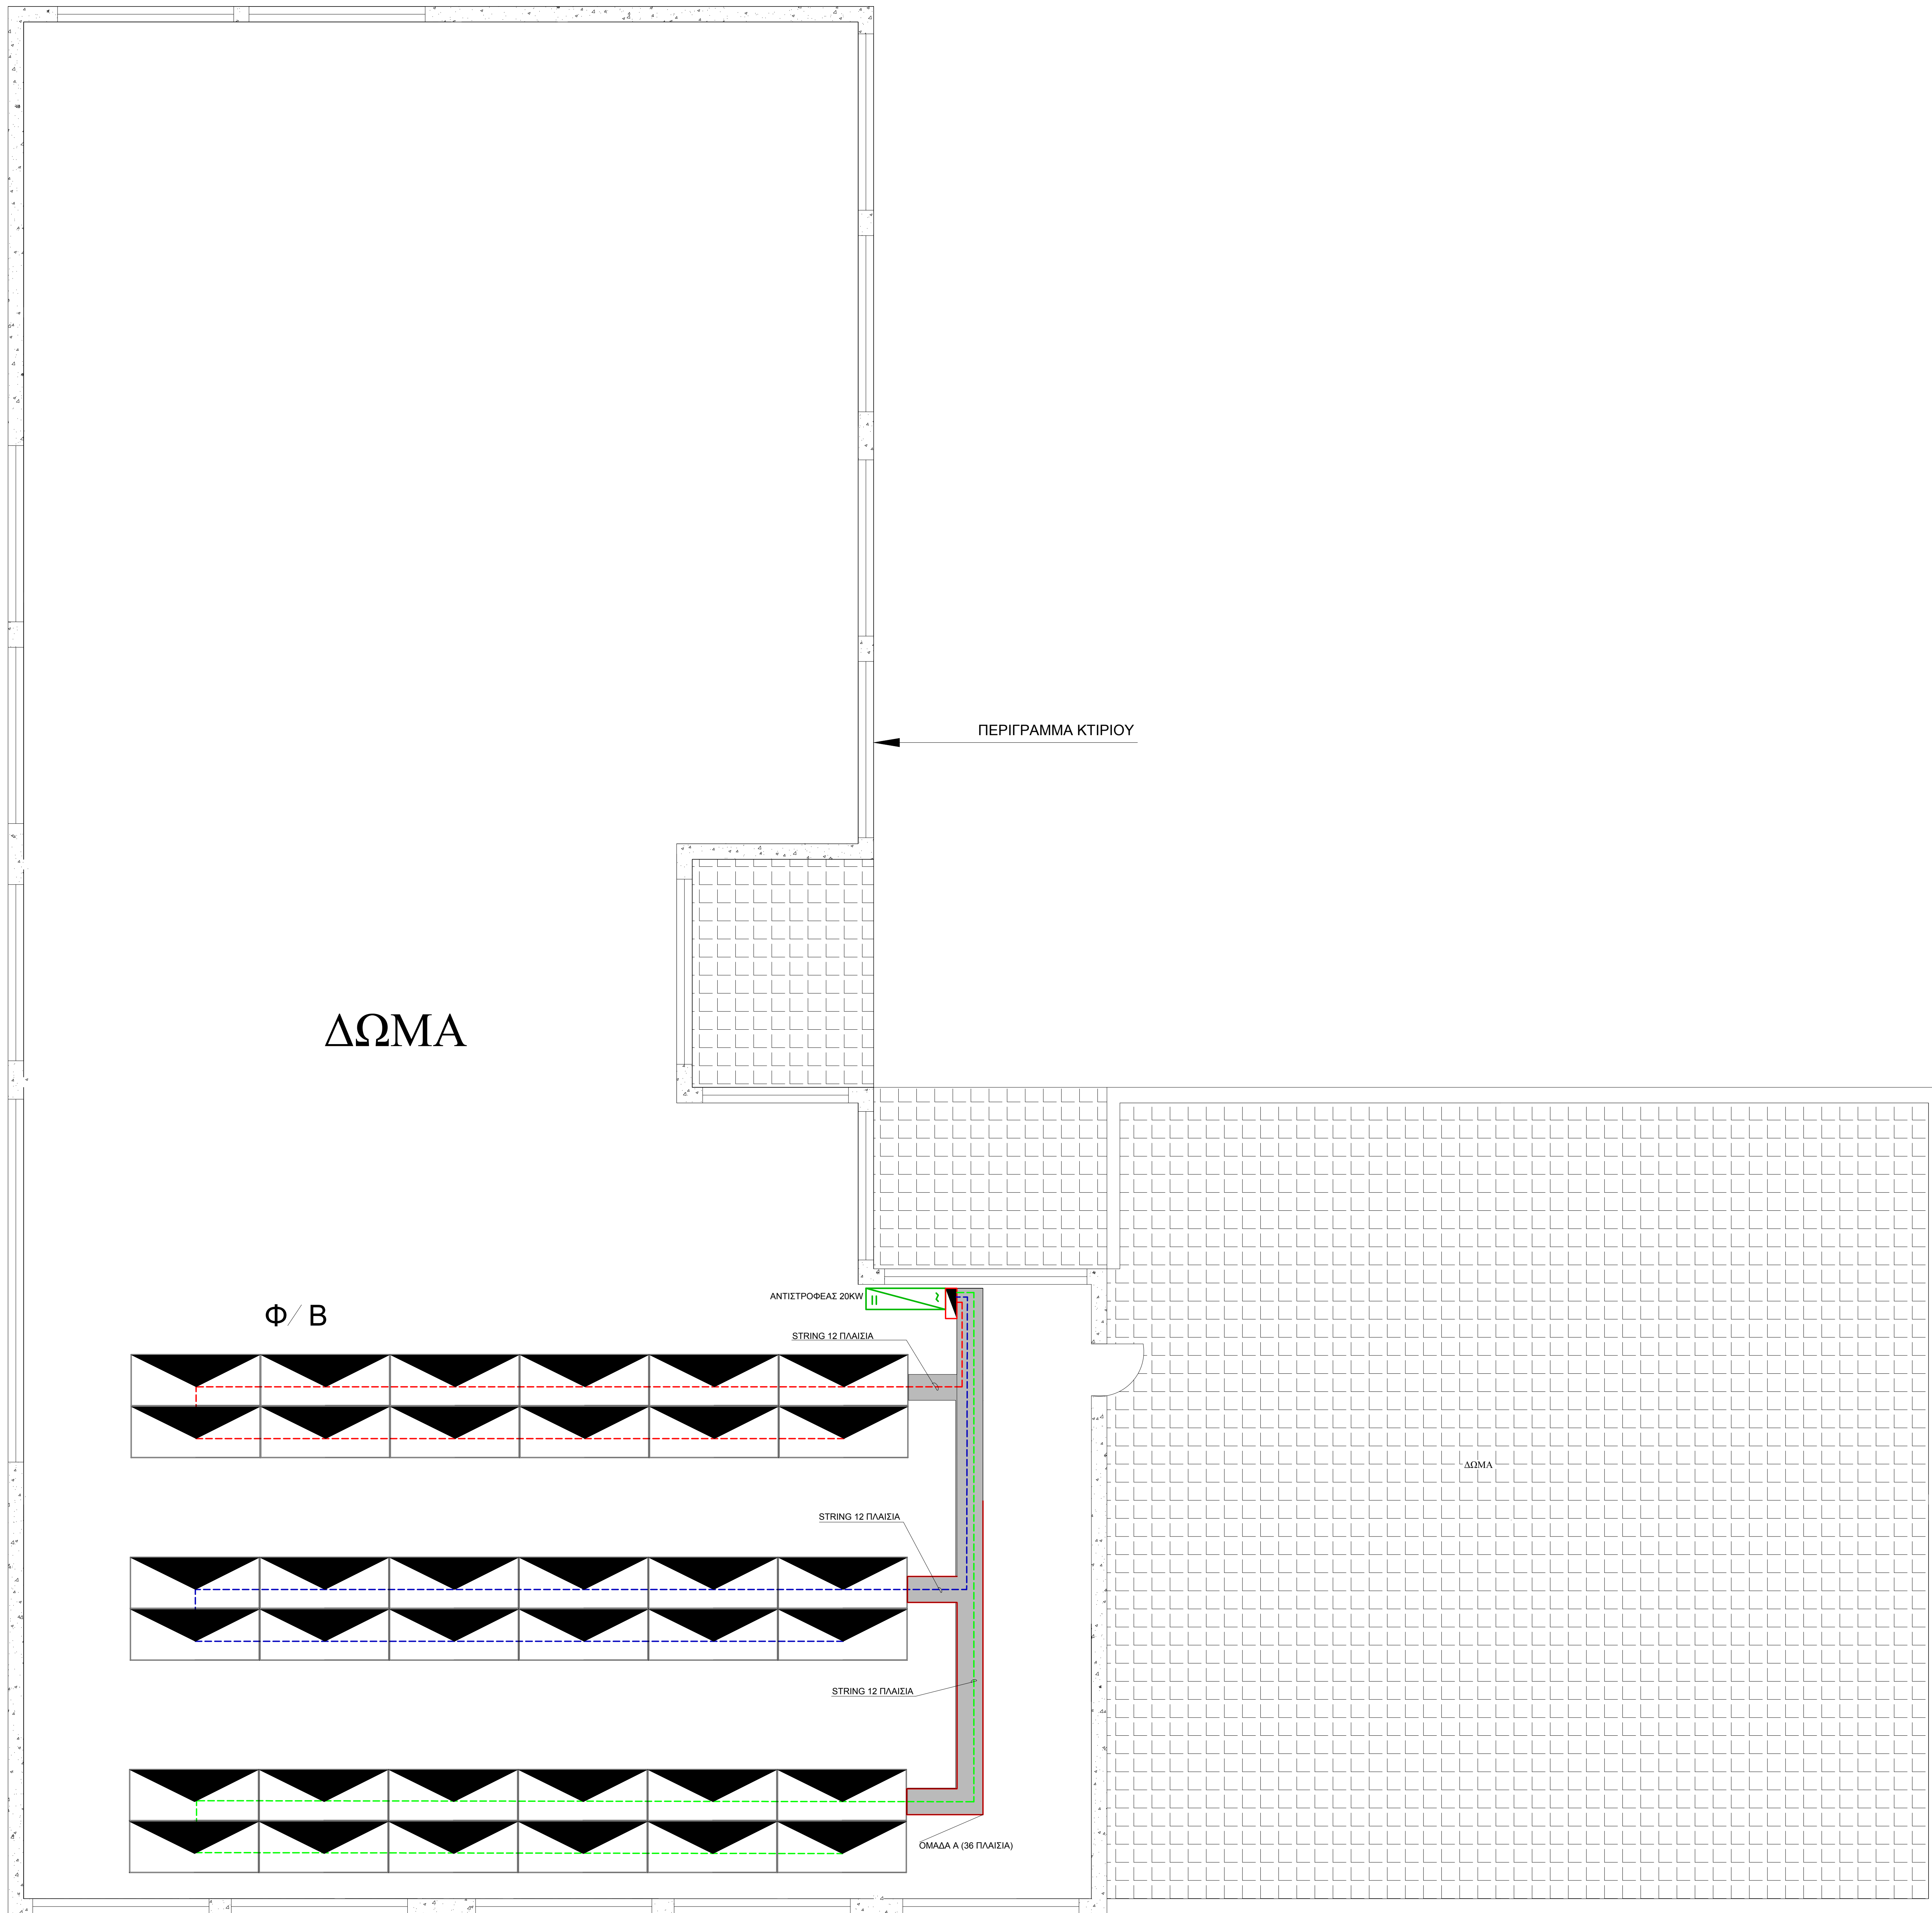 ΠΕΡΙΓΡΑΜΜΑ ΚΤΙΡΙΟΥ
ΔΩΜΑ
ΑΝΤΙΣΤΡΟΦΕΑΣ 20KW
Φ/ Β
STRING 12 ΠΛΑΙΣΙΑ
ΔΩΜΑ
STRING 12 ΠΛΑΙΣΙΑ
STRING 12 ΠΛΑΙΣΙΑ
ΟΜΑΔΑ Α (36 ΠΛΑΙΣΙΑ)